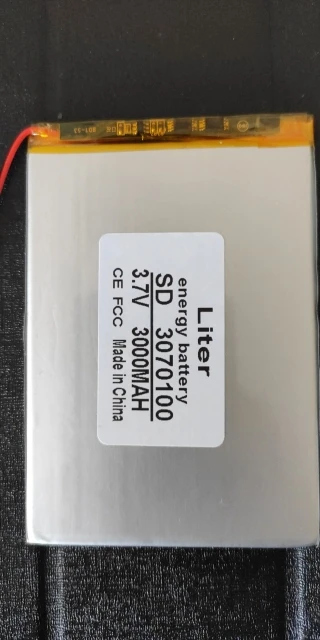 Liter
energy battery
SD 3070100
3.7V 3000MAH
CE FCC Made in China